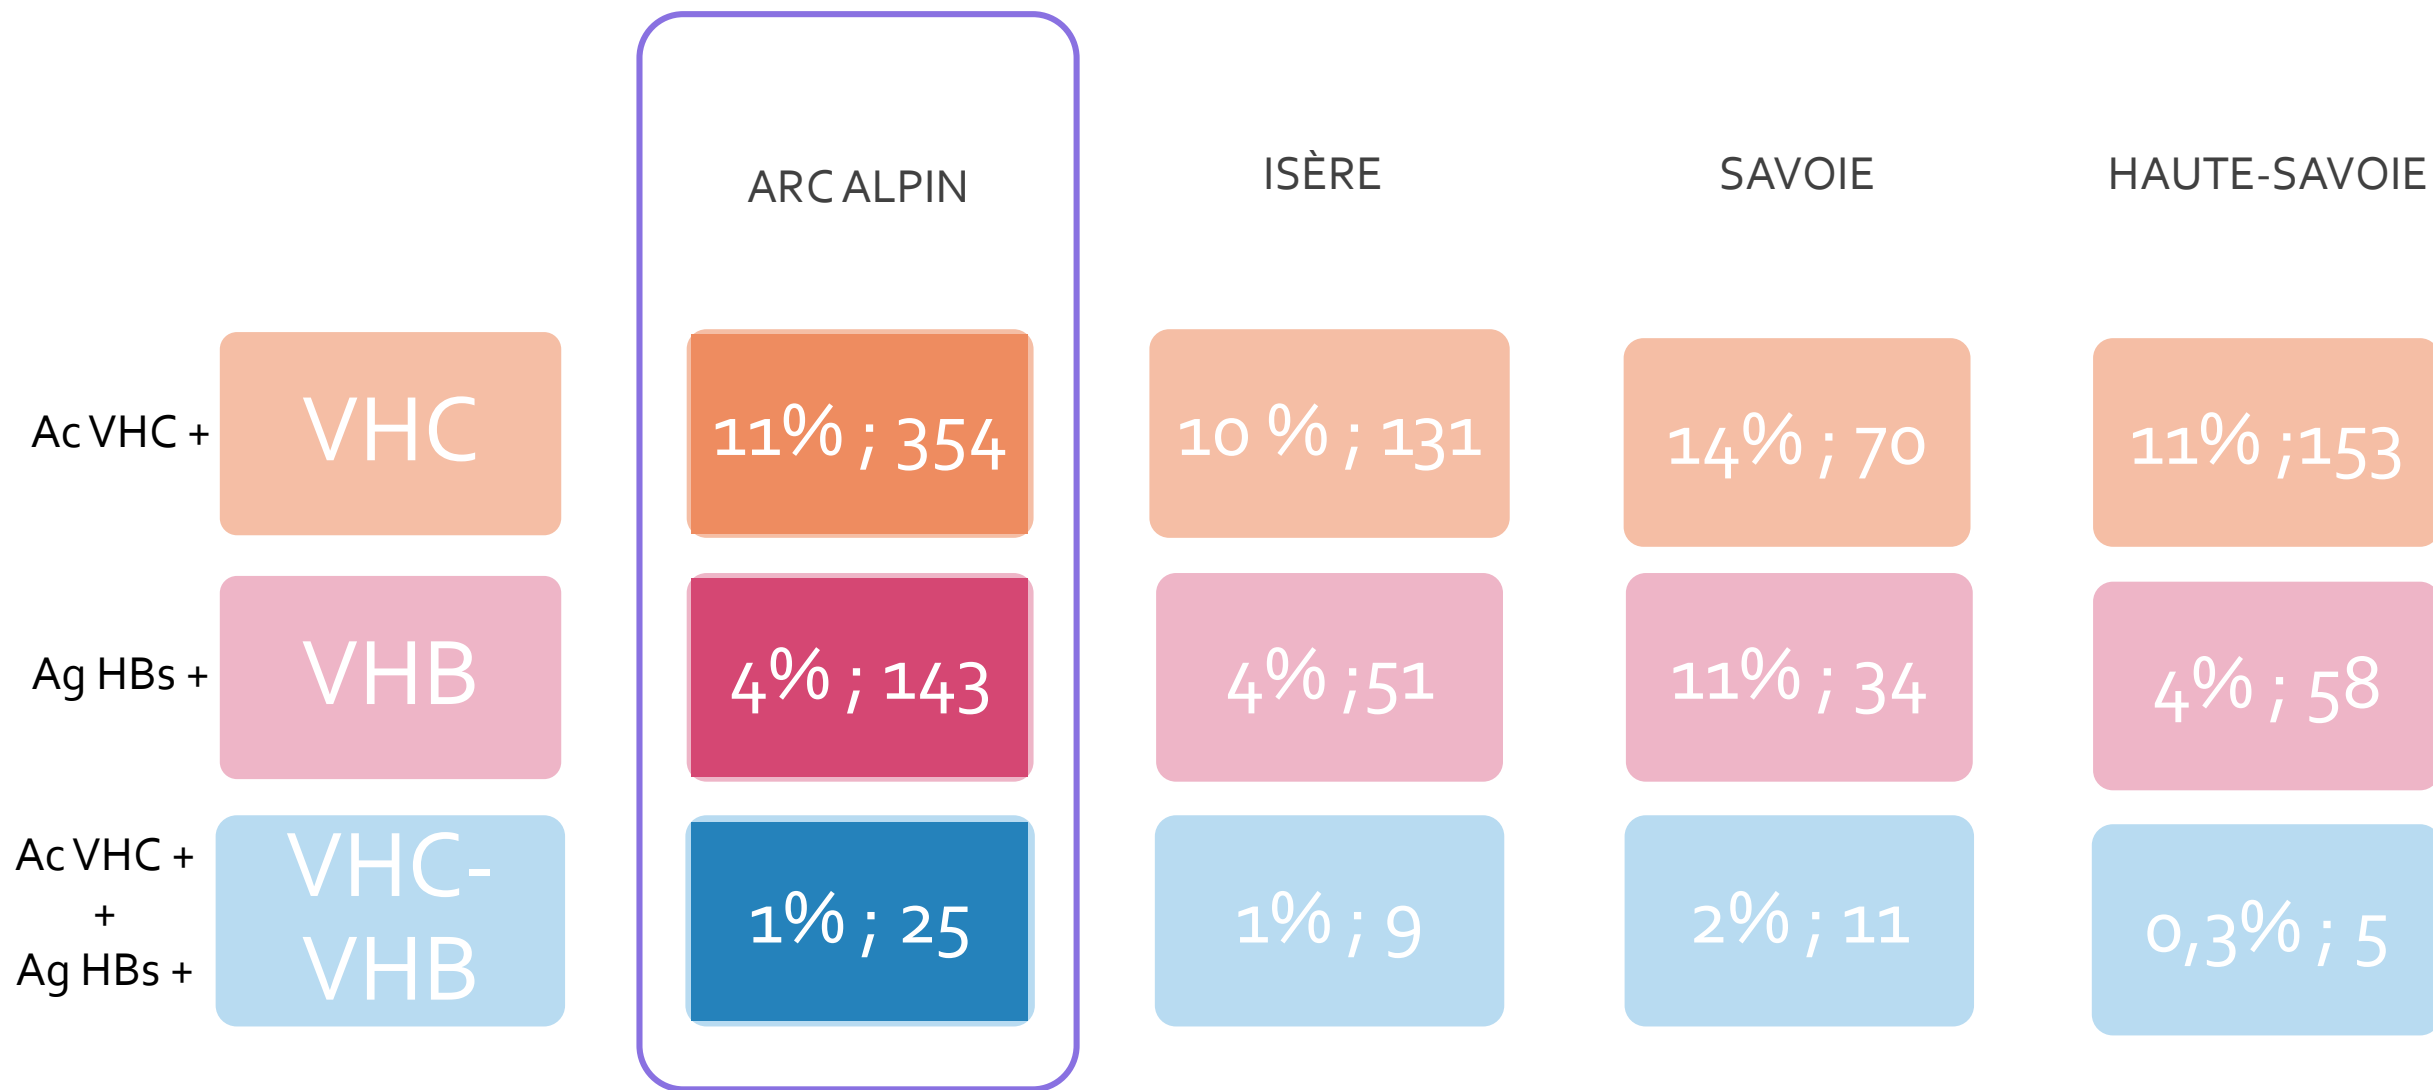 ARC ALPIN
ISÈRE
SAVOIE
HAUTE-SAVOIE
Ac VHC +
VHC
11% ; 354
10 % ; 131
14% ; 70
11% ;153
Ag HBs +
VHB
4% ; 143
4% ;51
11% ; 34
4% ; 58
Ac VHC +
+
Ag HBs +
VHC-
VHB
1% ; 25
1% ; 9
2% ; 11
0,3% ; 5